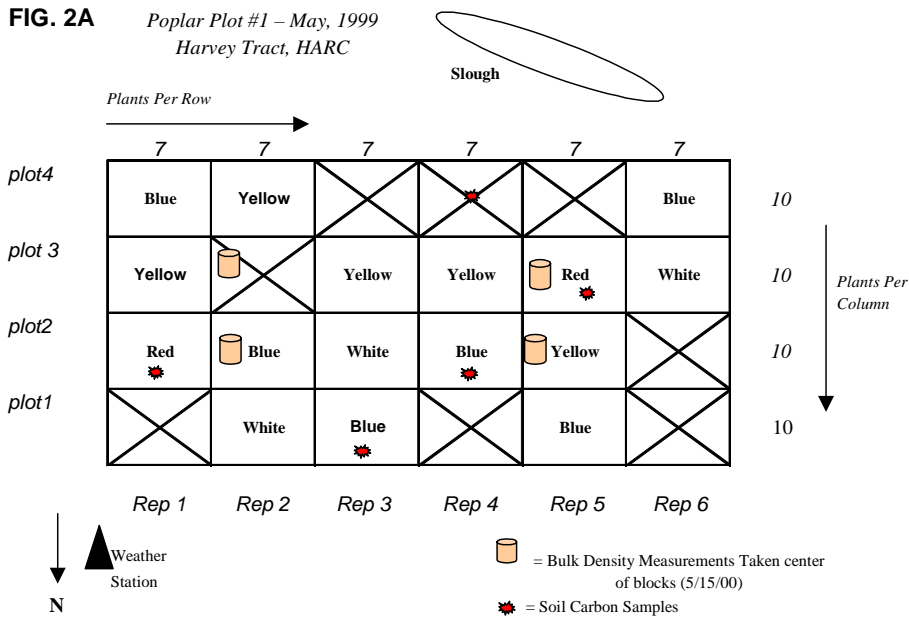 FIG. 2A
Poplar Plot #1 – May, 1999
Harvey Tract, HARC
Slough
Plants Per Row
7 7 7 7 7 7
plot4
Blue Yellow Blue
10
plot 3
Yellow Yellow Yellow Red White
10
Plants Per
Column
plot2
Red Blue White Blue Yellow
10
plot1
White Blue Blue
10
Rep 1 Rep 2 Rep 3 Rep 4 Rep 5 Rep 6
Weather
Station
N
= Bulk Density Measurements Taken center
of blocks (5/15/00)
= Soil Carbon Samples